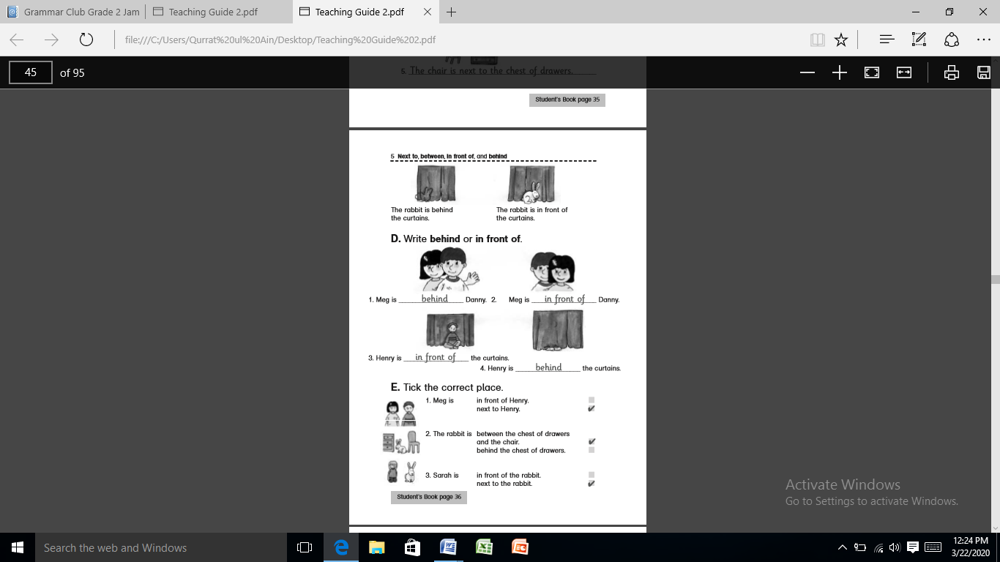 Grammar Club Grade 2 Jam
Teaching Guide 2.pdf
Teaching Guide 2.pdf
file:///C:/Users/Qurrat%20ul%20Ain/Desktop/Teaching%20Guide%202.pdf
45 of 95
5. The chair is next to the chest of drawers.
Student's Book page 35
5 Next to, between, in front of, and behind
The rabbit is behind
the curtains.
The rabbit is in front of
the curtains.
D. Write behind or in front of.
1. Meg is behind Danny.
2. Meg is in front of Danny.
3. Henry is in front of the curtains.
4. Henry is behind the curtains.
E. Tick the correct place.
1. Meg is in front of Henry.
next to Henry.
2. The rabbit is between the chest of drawers
and the chair.
behind the chest of drawers.
3. Sarah is in front of the rabbit.
next to the rabbit.
Student's Book page 36
Activate Windows
Go to Settings to activate Windows.
Search the web and Windows
12:24 PM
3/22/2020